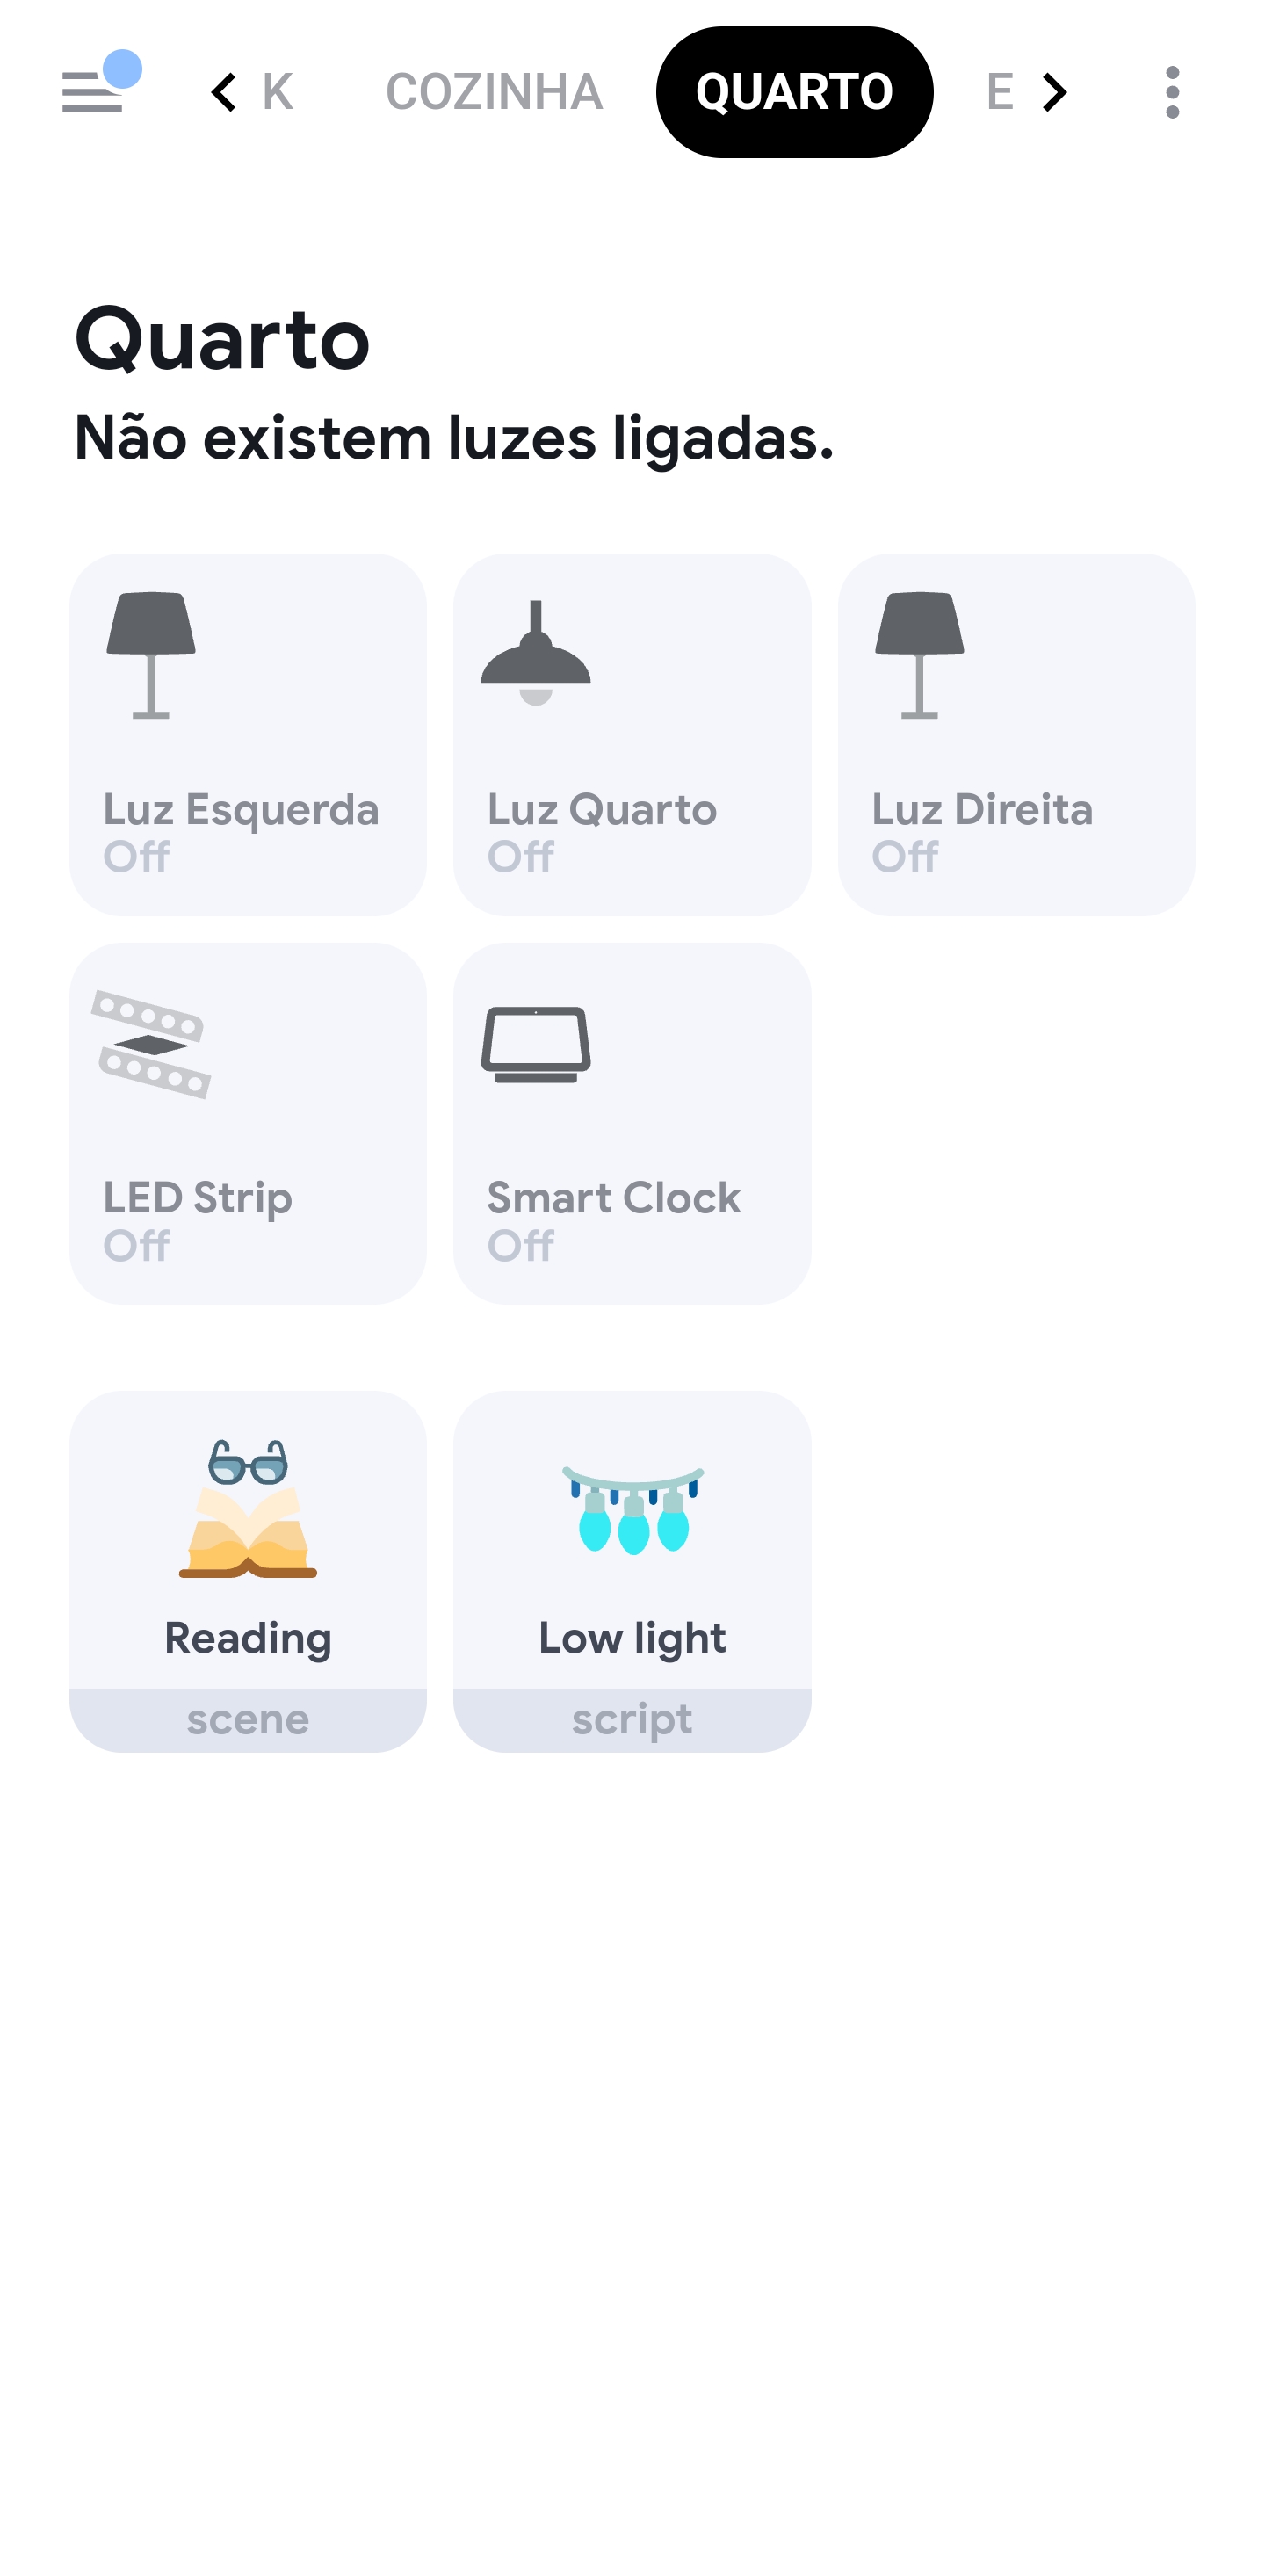 K COZINHA QUARTO E
Quarto
Não existem luzes ligadas.
Luz Esquerda Luz Quarto Luz Direita
Off Off Off
LED Strip Smart Clock
Off Off
Reading Low light
scene script